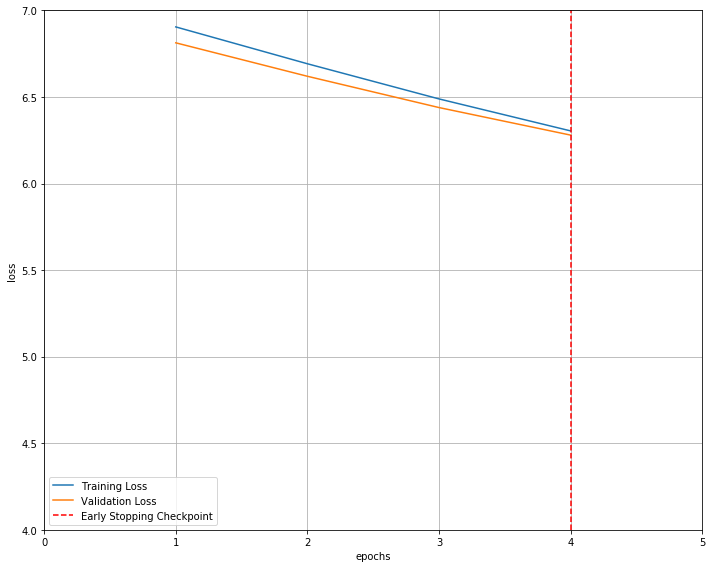 7.0
6.5
6.0
5.5
5.0
4.5
4.0
loss
Training Loss
Validation Loss
Early Stopping Checkpoint
0 1 2 3 4 5
epochs